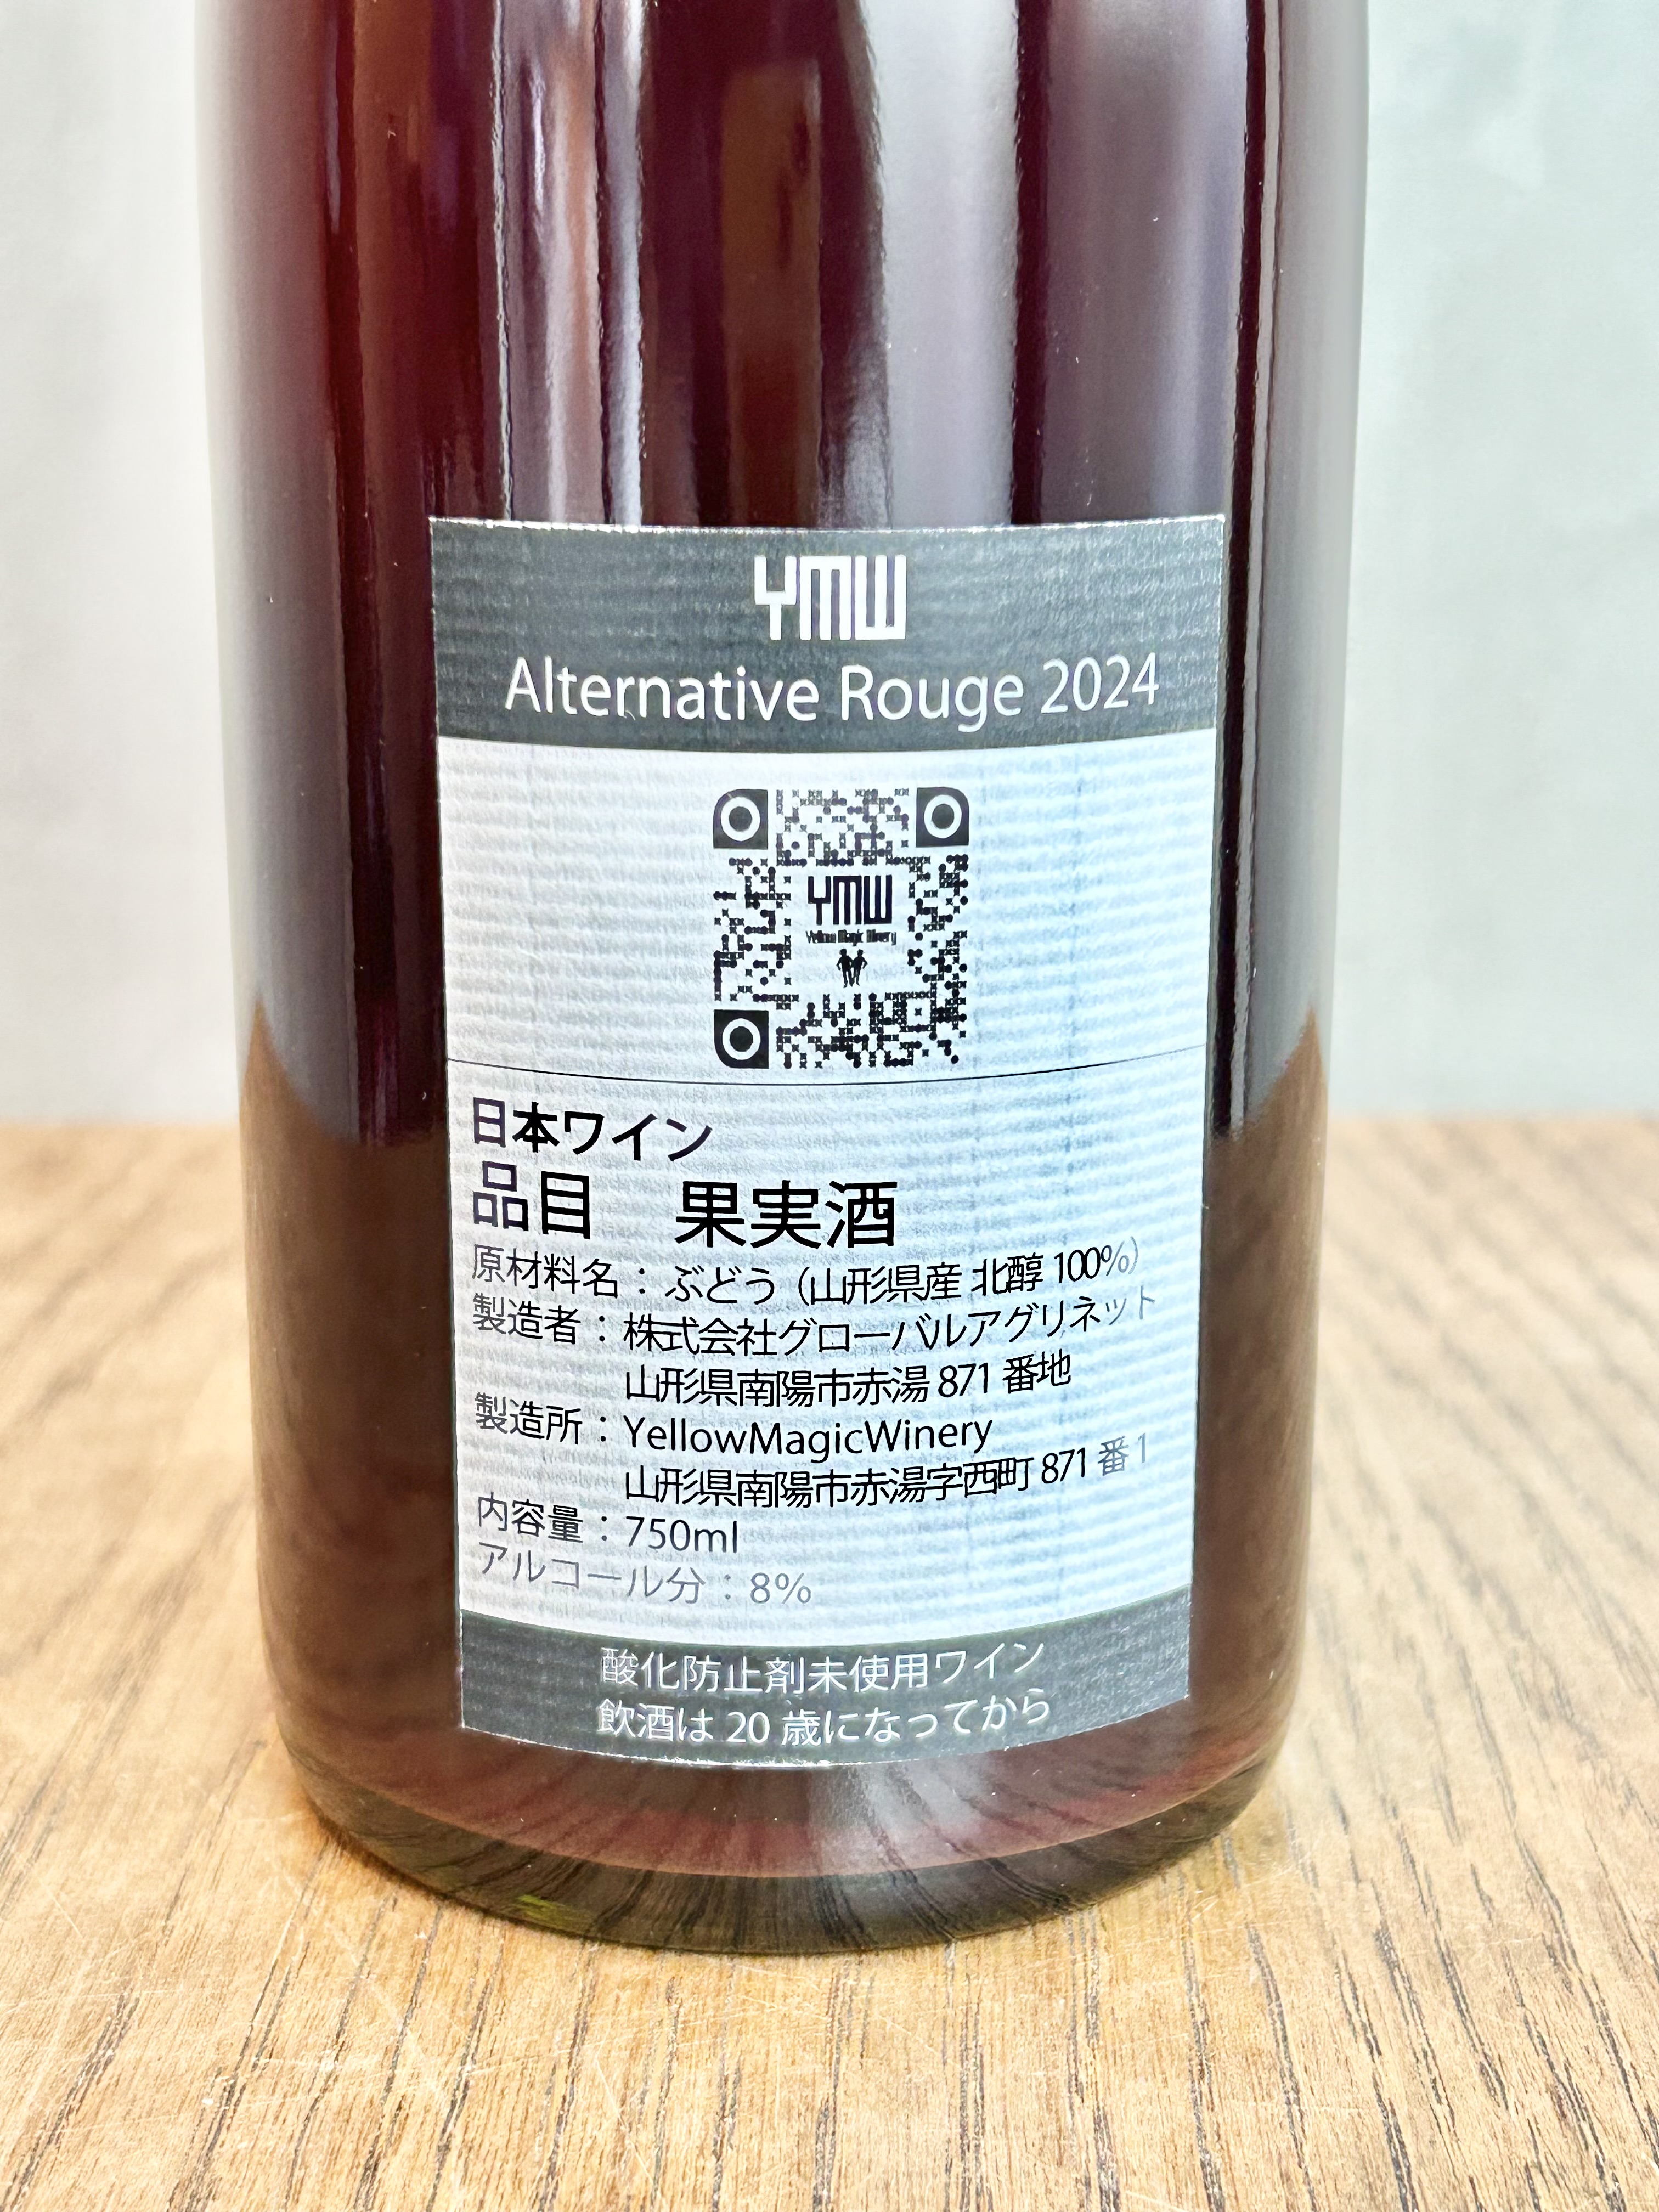 YMW
Alternative Rouge 2024
YMW
Yellow Magic Winery
日本ワイン
品目　果実酒
原材料名：ぶどう（山形県産 北醇 100%）
製造者：株式会社グローバルアグリネット
山形県南陽市赤湯 871 番地
製造所：YellowMagicWinery
山形県南陽市赤湯字西町 871 番 1
内容量：750ml
アルコール分：8%
酸化防止剤未使用ワイン
飲酒は 20 歳になってから